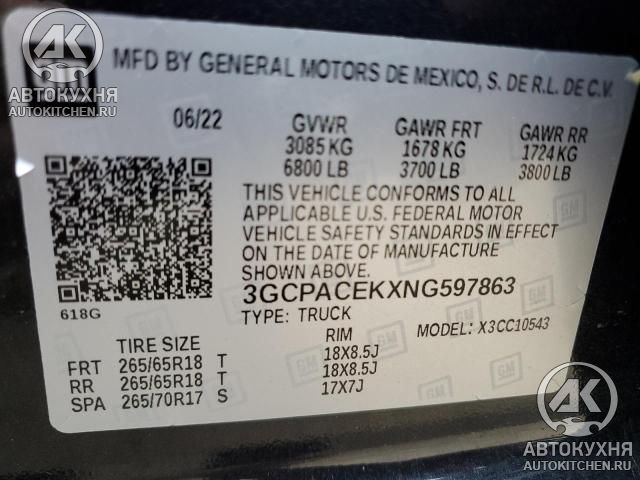 АВТОКУХНЯ
AUTOKITCHEN.RU
GM
MFD BY GENERAL MOTORS DE MEXICO, S. DE R.L. DE C.V.
06/22 GVWR GAWR FRT GAWR RR
3085 KG 1678 KG 1724 KG
6800 LB 3700 LB 3800 LB
THIS VEHICLE CONFORMS TO ALL
APPLICABLE U.S. FEDERAL MOTOR
VEHICLE SAFETY STANDARDS IN EFFECT
ON THE DATE OF MANUFACTURE
SHOWN ABOVE.
618G
3GCPACEKXNG597863
TYPE: TRUCK MODEL: X3CC10543
TIRE SIZE RIM
FRT 265/65R18 T 18X8.5J
RR 265/65R18 T 18X8.5J
SPA 265/70R17 S 17X7J
АВТОКУХНЯ
AUTOKITCHEN.RU